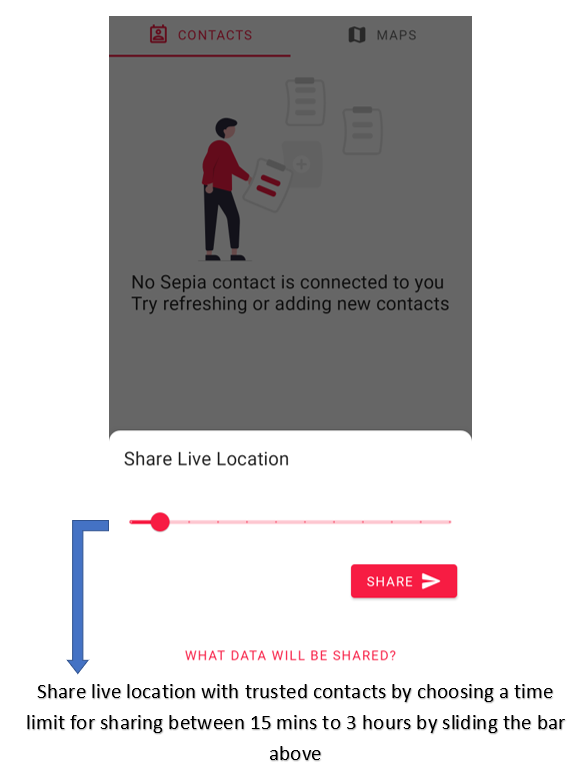 CONTACTS MAPS
No Sepia contact is connected to you
Try refreshing or adding new contacts
Share Live Location
SHARE
WHAT DATA WILL BE SHARED?
Share live location with trusted contacts by choosing a time
limit for sharing between 15 mins to 3 hours by sliding the bar
above